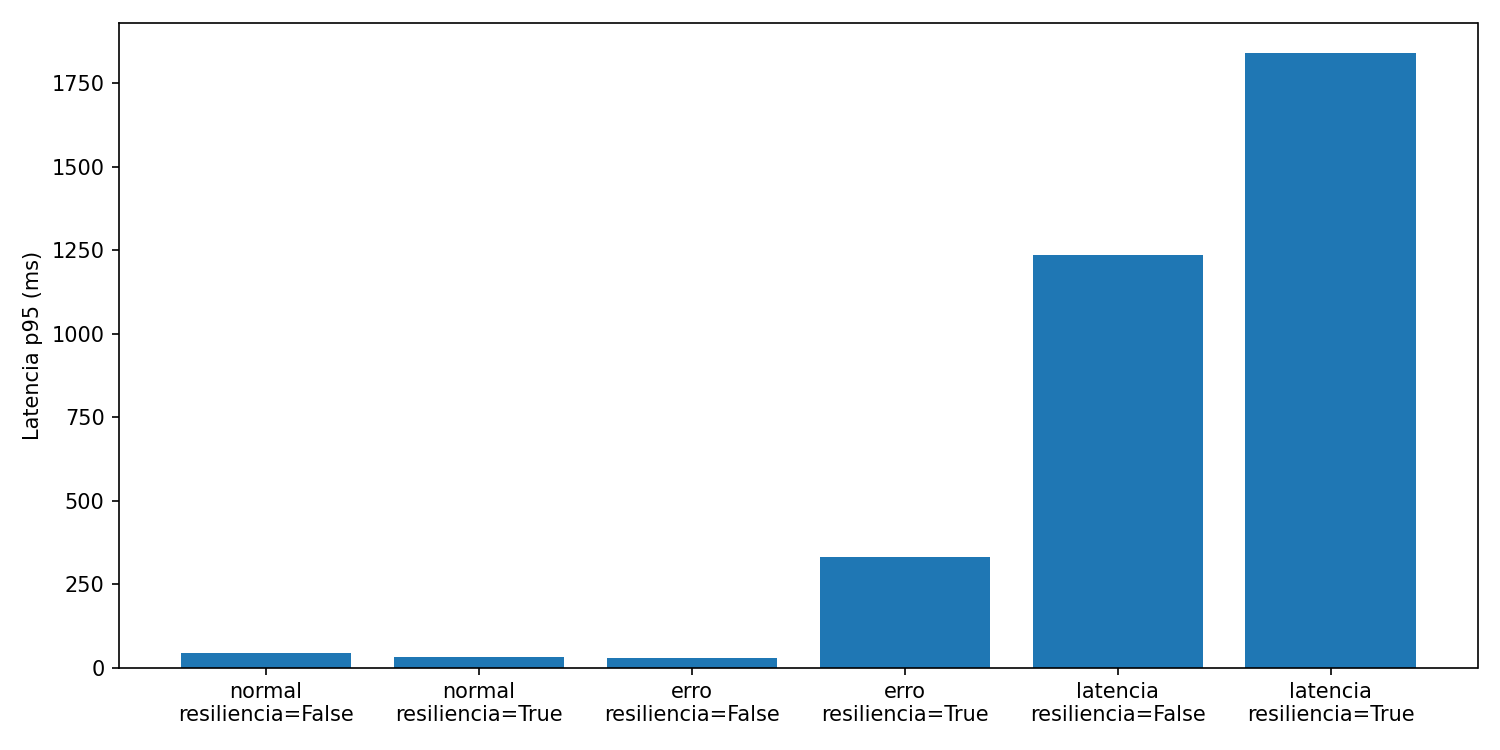 Latencia p95 (ms)
1750
1500
1250
1000
750
500
250
0
normal
resiliencia=False
normal
resiliencia=True
erro
resiliencia=False
erro
resiliencia=True
latencia
resiliencia=False
latencia
resiliencia=True